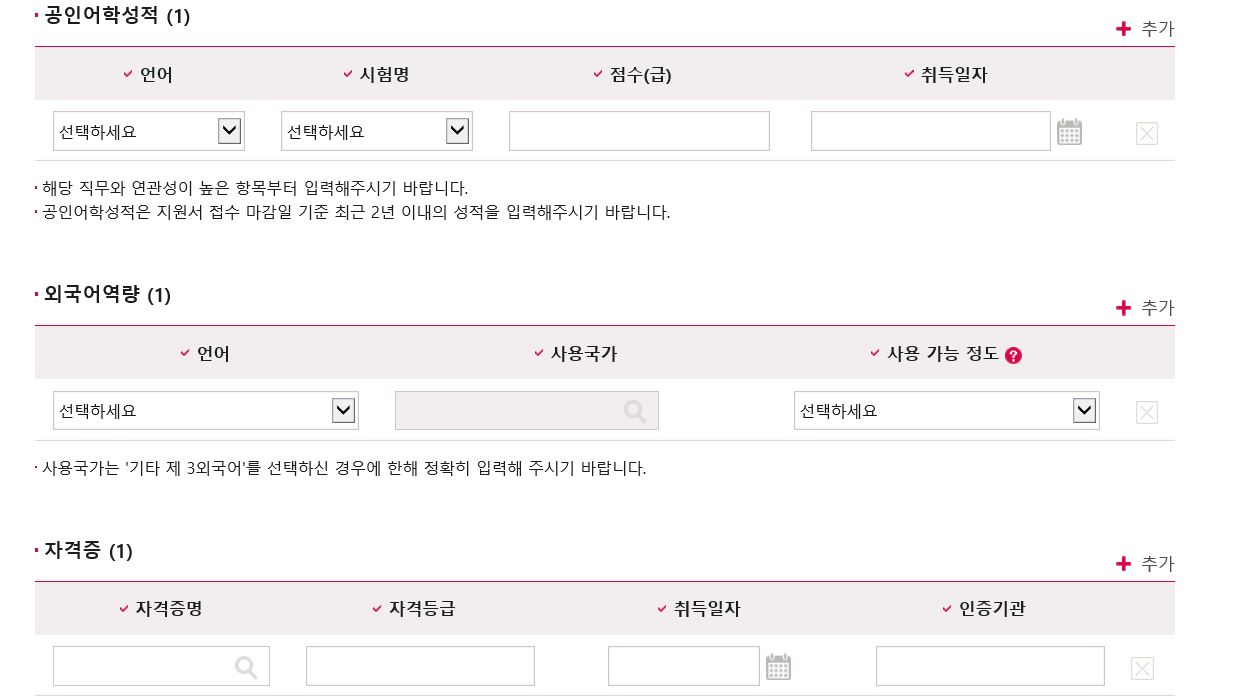 공인어학성적 (1)
추가
언어 시험명 점수(급) 취득일자
선택하세요 선택하세요
해당 직무와 연관성이 높은 항목부터 입력해주시기 바랍니다.
공인어학성적은 지원서 접수 마감일 기준 최근 2년 이내의 성적을 입력해주시기 바랍니다.
외국어역량 (1)
추가
언어 사용국가 사용 가능 정도 ?
선택하세요 선택하세요
사용국가는 '기타 제 3외국어'를 선택하신 경우에 한해 정확히 입력해 주시기 바랍니다.
자격증 (1)
추가
자격증명 자격등급 취득일자 인증기관